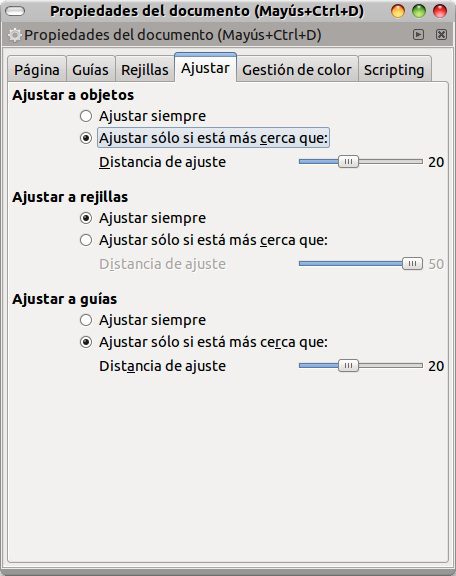 Propiedades del documento (Mayús+Ctrl+D)
Propiedades del documento (Mayús+Ctrl+D)
Página Guías Rejillas Ajustar Gestión de color Scripting
Ajustar a objetos
Ajustar siempre
Ajustar sólo si está más cerca que:
Distancia de ajuste 20
Ajustar a rejillas
Ajustar siempre
Ajustar sólo si está más cerca que:
Distancia de ajuste 50
Ajustar a guías
Ajustar siempre
Ajustar sólo si está más cerca que:
Distancia de ajuste 20